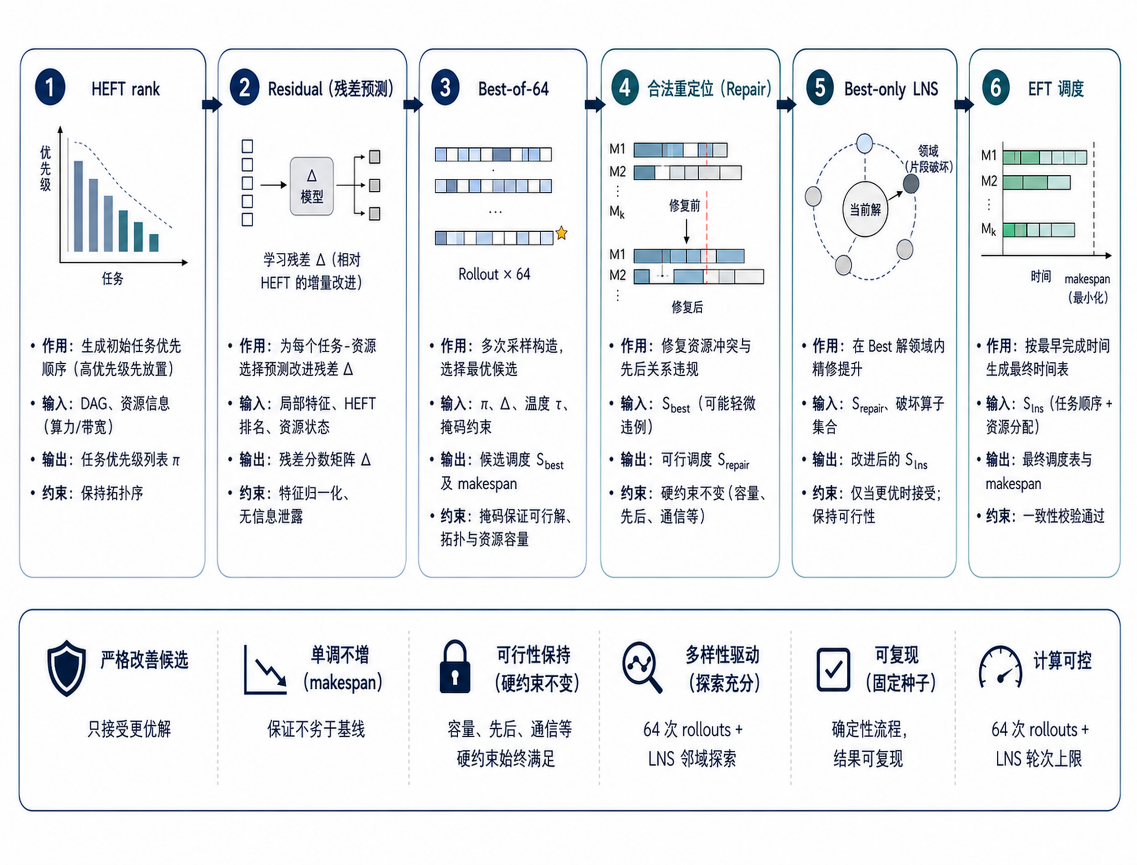 1 HEFT rank
优先级
任务
• 作用：生成初始任务优先
顺序（高优先级先放置）
• 输入：DAG、资源信息
（算力/带宽）
• 输出：任务优先级列表 π
• 约束：保持拓扑序
2 Residual（残差预测）
Δ
模型
学习残差 Δ（相对
HEFT 的增量改进）
• 作用：为每个任务-资源
选择预测改进残差 Δ
• 输入：局部特征、HEFT
排名、资源状态
• 输出：残差分数矩阵 Δ
• 约束：特征归一化、
无信息泄露
3 Best-of-64
...
Rollout × 64
• 作用：多次采样构造，
选择最优候选
• 输入：π、Δ、温度 τ、
掩码约束
• 输出：候选调度 Sbest
及 makespan
• 约束：掩码保证可行解、
拓扑与资源容量
4 合法重定位（Repair）
M1
M2
⋮
Mk
修复前
M1
M2
⋮
修复后
• 作用：修复资源冲突与
先后关系违规
• 输入：Sbest（可能轻微
违例）
• 输出：可行调度 Srepair
• 约束：硬约束不变（容量、
先后、通信等）
5 Best-only LNS
领域
（片段破坏）
当前解
• 作用：在 Best 解领域内
精修提升
• 输入：Srepair、破坏算子
集合
• 输出：改进后的 Slns
• 约束：仅当更优时接受；
保持可行性
6 EFT 调度
M1
M2
⋮
Mk
时间
makespan
（最小化）
• 作用：按最早完成时间
生成最终时间表
• 输入：Slns（任务顺序 +
资源分配）
• 输出：最终调度表与
makespan
• 约束：一致性校验通过
严格改善候选
只接受更优解
单调不增
（makespan）
保证不劣于基线
可行性保持
（硬约束不变）
容量、先后、通信等
硬约束始终满足
多样性驱动
（探索充分）
64 次 rollouts +
LNS 邻域探索
可复现
（固定种子）
确定性流程，
结果可复现
计算可控
64 次 rollouts +
LNS 轮次上限